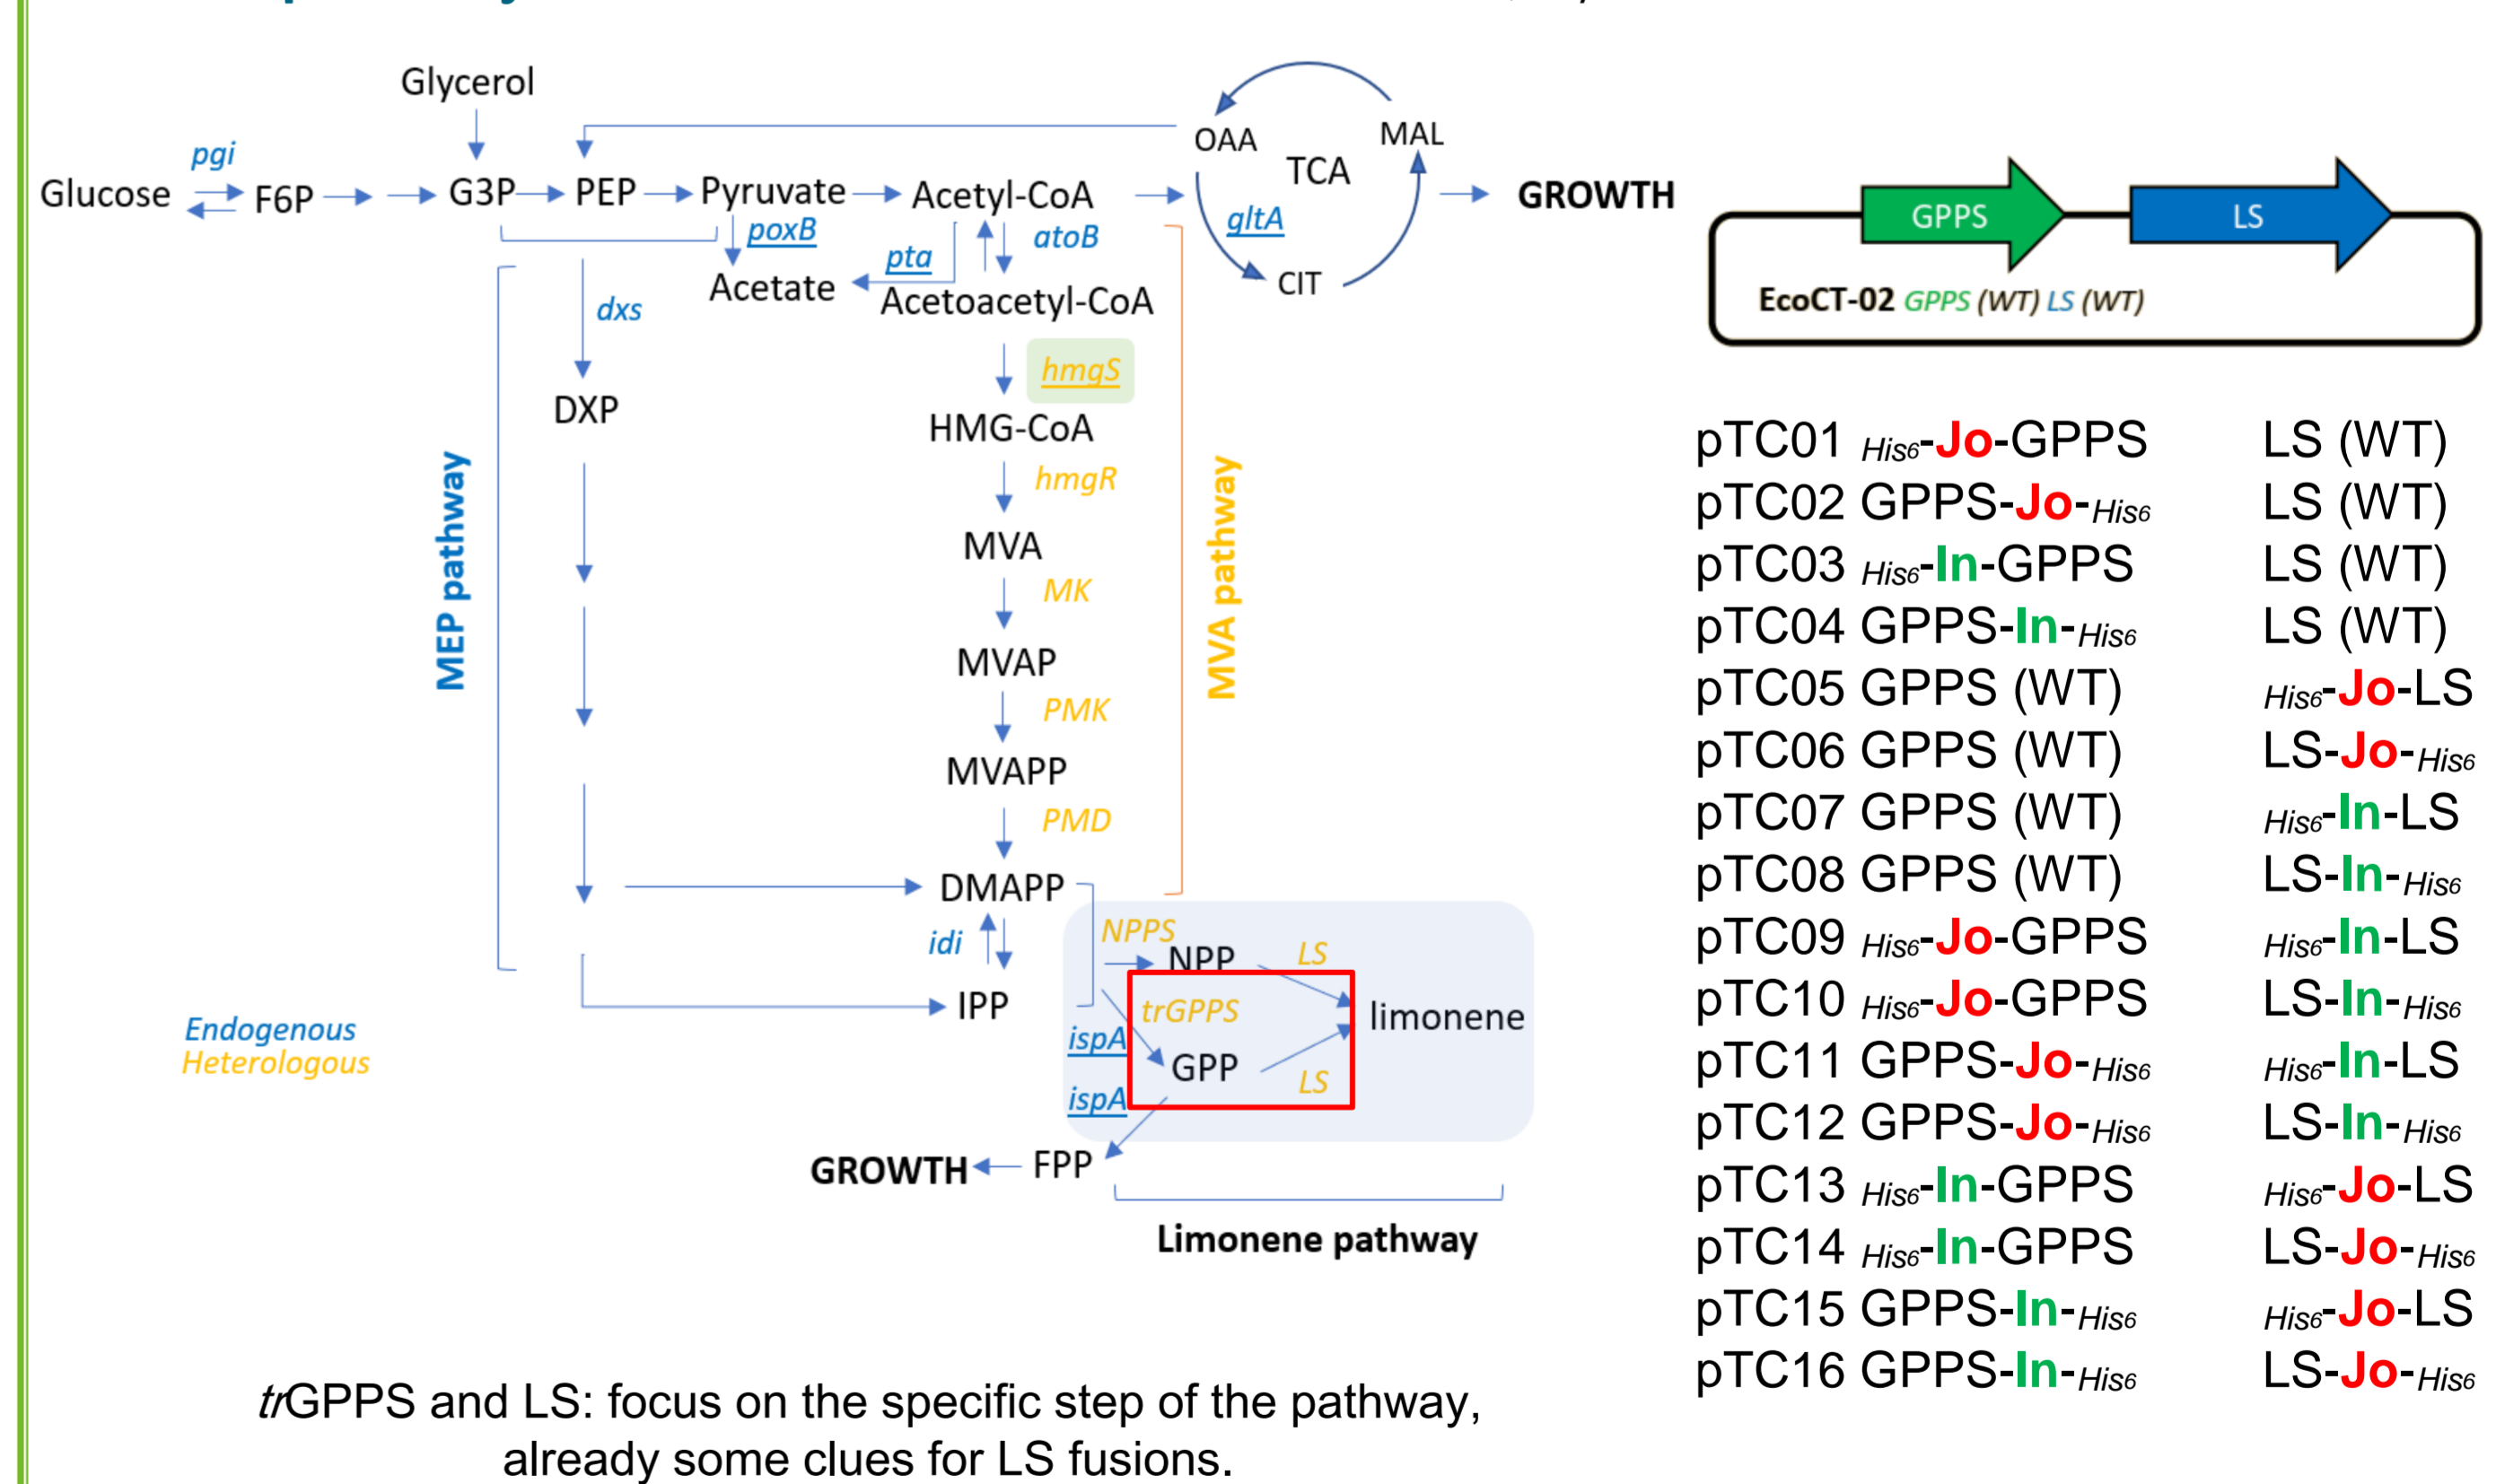 Glycerol
OAA
MAL
TCA
pgi
Glucose
F6P
G3P
PEP
Pyruvate
Acetyl-CoA
GROWTH
gltA
CIT
poxB
pta
atoB
Acetate
Acetoacetyl-CoA
dxs
hmgS
DXP
HMG-CoA
hmgR
MEP pathway
MVA pathway
MVA
MK
MVAP
PMK
MVAPP
PMD
DMAPP
idi
NPPS
NPP
LS
IPP
trGPPS
limonene
ispA
GPP
LS
ispA
Endogenous
Heterologous
GROWTH
FPP
Limonene pathway
trGPPS and LS: focus on the specific step of the pathway,
already some clues for LS fusions.
GPPS
LS
EcoCT-02 GPPS (WT) LS (WT)
pTC01 His6-Jo-GPPS LS (WT)
pTC02 GPPS-Jo-His6 LS (WT)
pTC03 His6-In-GPPS LS (WT)
pTC04 GPPS-In-His6 LS (WT)
pTC05 GPPS (WT) His6-Jo-LS
pTC06 GPPS (WT) LS-Jo-His6
pTC07 GPPS (WT) His6-In-LS
pTC08 GPPS (WT) LS-In-His6
pTC09 His6-Jo-GPPS His6-In-LS
pTC10 His6-Jo-GPPS LS-In-His6
pTC11 GPPS-Jo-His6 His6-In-LS
pTC12 GPPS-Jo-His6 LS-In-His6
pTC13 His6-In-GPPS His6-Jo-LS
pTC14 His6-In-GPPS LS-Jo-His6
pTC15 GPPS-In-His6 His6-Jo-LS
pTC16 GPPS-In-His6 LS-Jo-His6